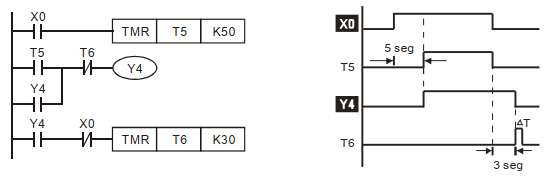 X0
TMR T5 K50
T5 T6
Y4
Y4
Y4 X0
TMR T6 K30
X0
5 seg
T5
Y4
ΔT
T6
3 seg